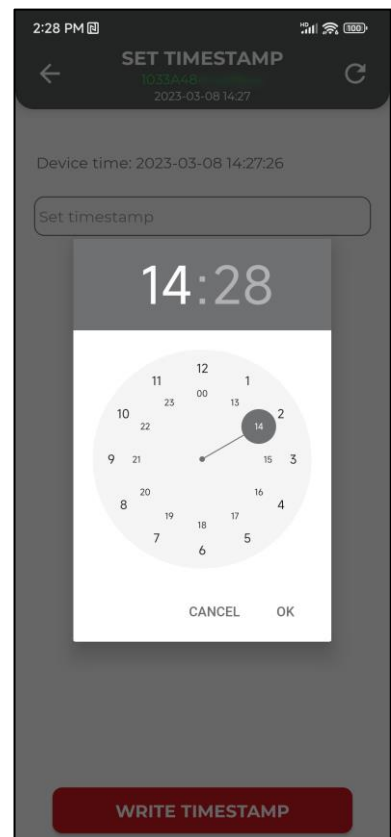 2:28 PM
HD
100
SET TIMESTAMP
1033A48
2023-03-08 14:27
Device time: 2023-03-08 14:27:26
Set timestamp
14:28
12
11 1
00
23 13
10 2
22 14
9 21 15 3
20 16
8 4
19 17
18
7 5
6
CANCEL OK
WRITE TIMESTAMP